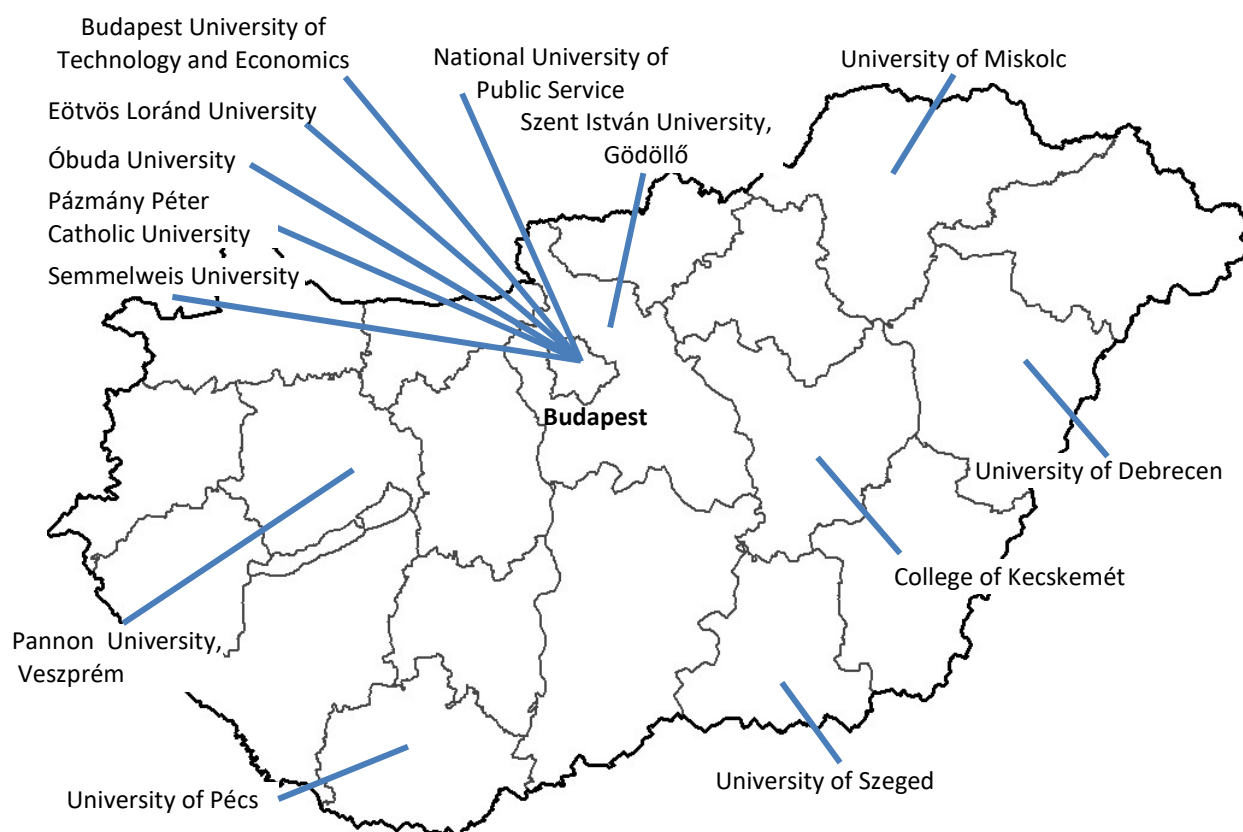 Budapest University of
Technology and Economics
National University of
Public Service
University of Miskolc
Eötvös Loránd University
Szent István University,
Gödöllő
Óbuda University
Pázmány Péter
Catholic University
Semmelweis University
Budapest
University of Debrecen
College of Kecskemét
Pannon University,
Veszprém
University of Szeged
University of Pécs